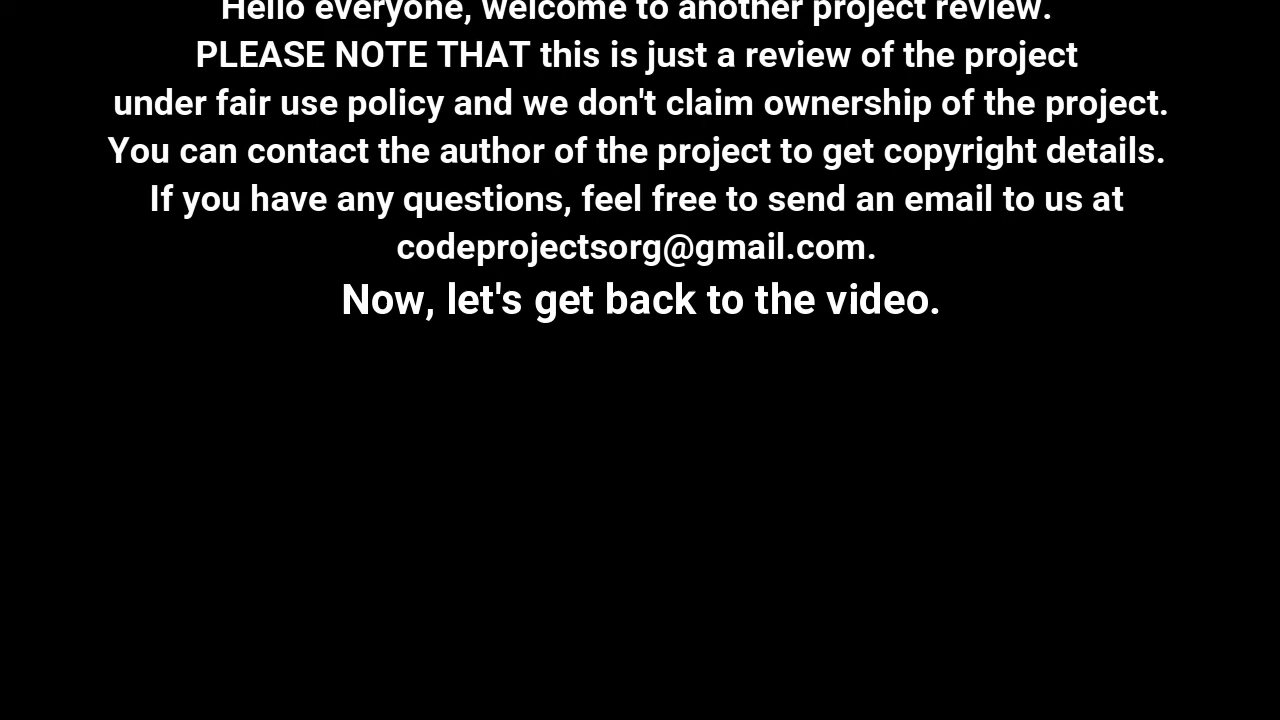 Hello everyone, welcome to another project review.
PLEASE NOTE THAT this is just a review of the project
under fair use policy and we don't claim ownership of the project.
You can contact the author of the project to get copyright details.
If you have any questions, feel free to send an email to us at
codeprojectsorg@gmail.com.
Now, let's get back to the video.